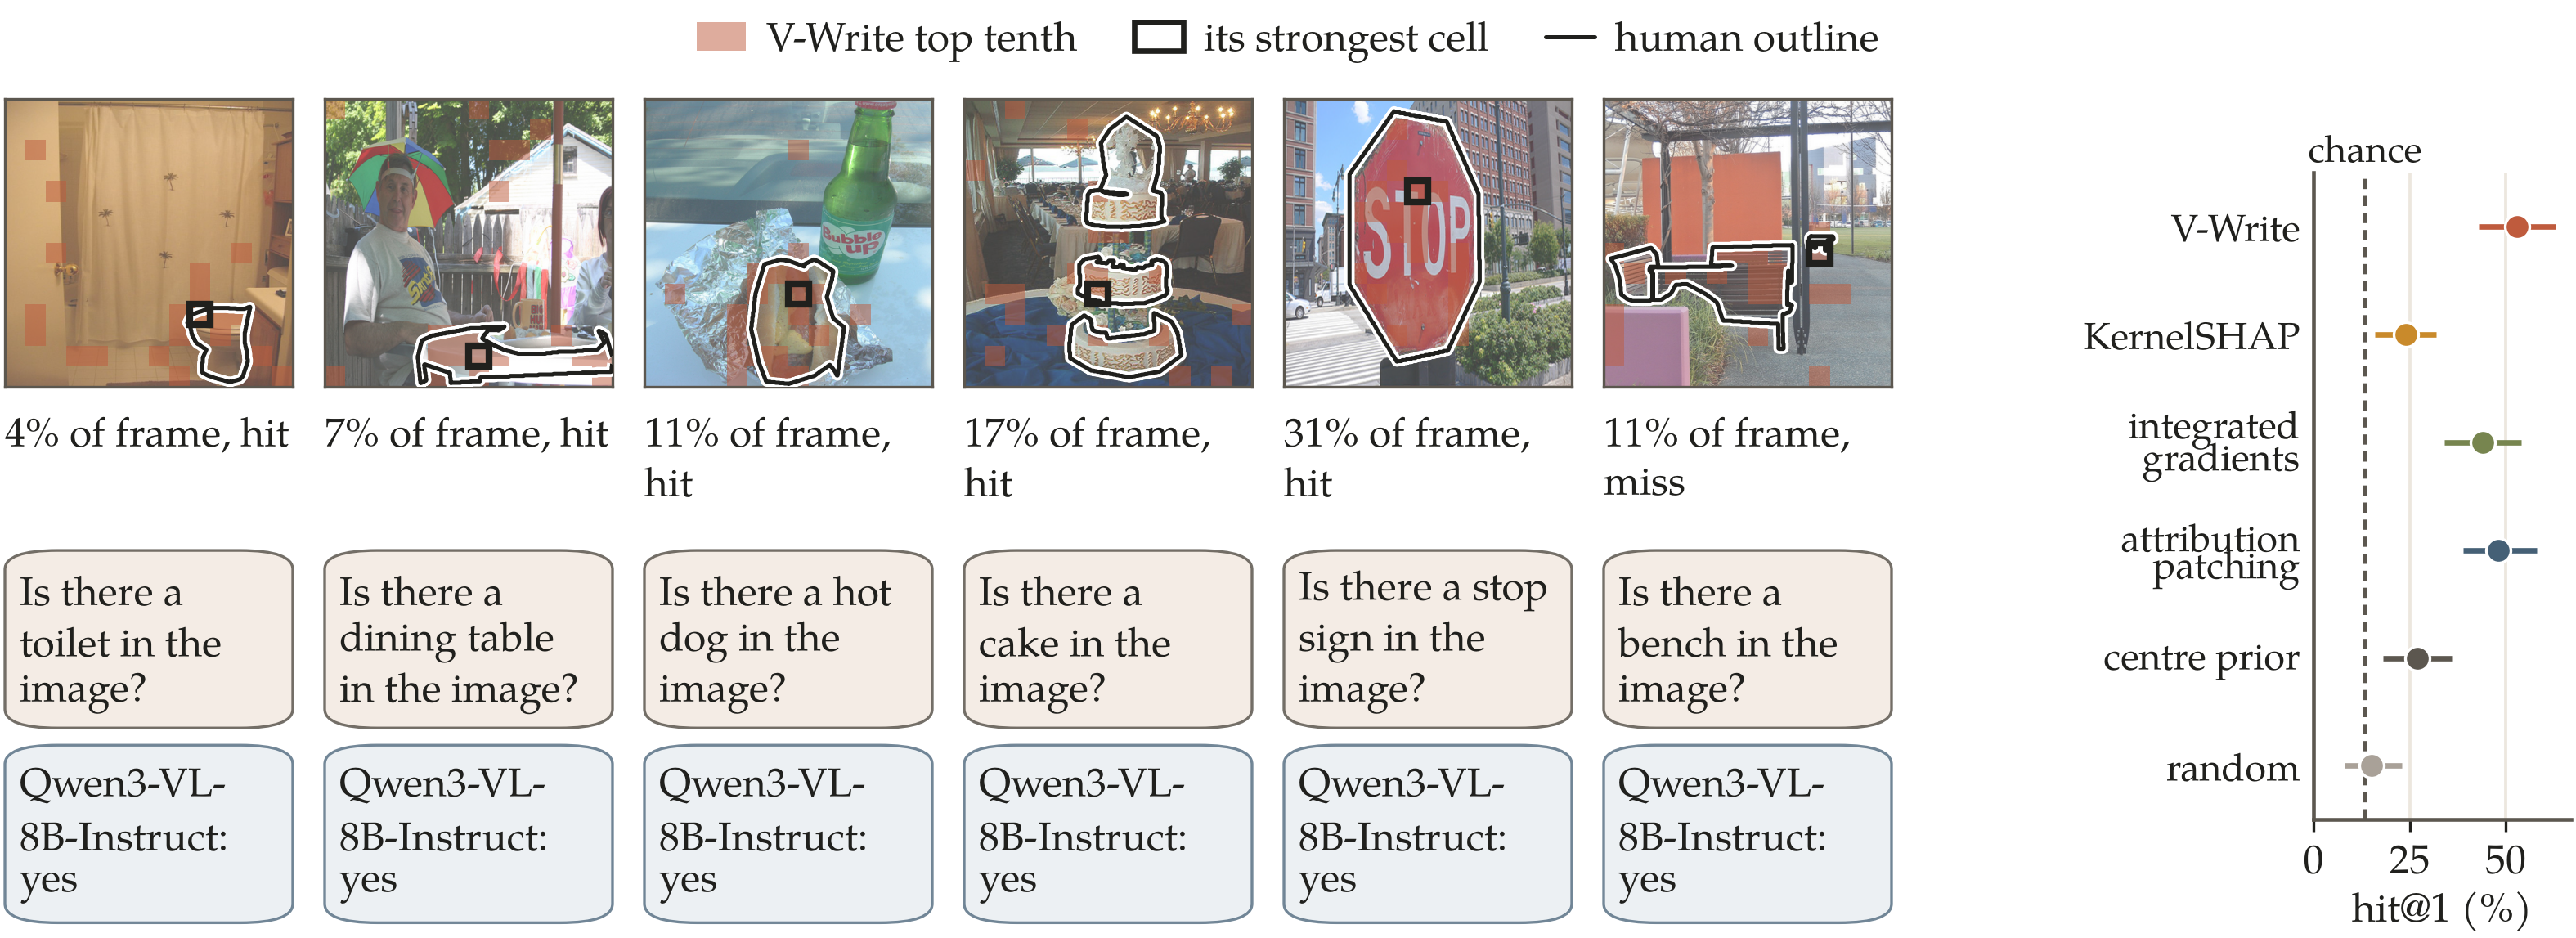 V-Write top tenth
its strongest cell
human outline
Bubble
UP
STOP
4% of frame, hit
7% of frame, hit
11% of frame,
hit
17% of frame,
hit
31% of frame,
hit
11% of frame,
miss
Is there a
toilet in the
image?
Is there a
dining table
in the image?
Is there a hot
dog in the
image?
Is there a
cake in the
image?
Is there a stop
sign in the
image?
Is there a
bench in the
image?
Qwen3-VL-
8B-Instruct:
yes
Qwen3-VL-
8B-Instruct:
yes
Qwen3-VL-
8B-Instruct:
yes
Qwen3-VL-
8B-Instruct:
yes
Qwen3-VL-
8B-Instruct:
yes
Qwen3-VL-
8B-Instruct:
yes
chance
V-Write
KernelSHAP
integrated
gradients
attribution
patching
centre prior
random
0 25 50
hit@1 (%)